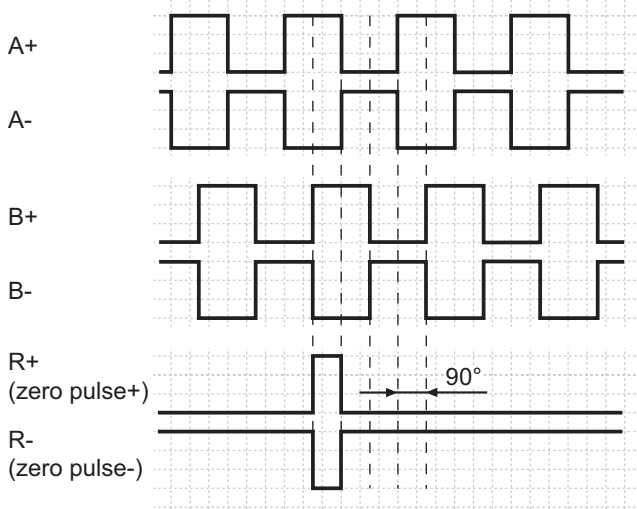 A+
A-
B+
B-
R+
(zero pulse+)
90°
R-
(zero pulse-)